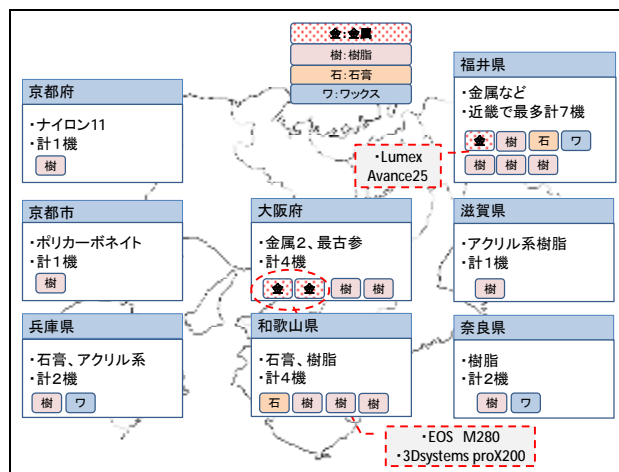 金:金属
樹:樹脂
石:石膏
ワ:ワックス
京都府
・ナイロン11
・計1機
樹
福井県
・金属など
・近畿で最多計7機
金 樹 石 ワ
樹 樹 樹
・Lumex
Avance25
京都市
・ポリカーボネイト
・計1機
樹
大阪府
・金属2、最古参
・計4機
金 金 樹 樹
滋賀県
・アクリル系樹脂
・計1機
樹
兵庫県
・石膏、アクリル系
・計2機
樹 ワ
和歌山県
・石膏、樹脂
・計4機
石 樹 樹 樹
奈良県
・樹脂
・計2機
樹 ワ
・EOS M280
・3Dsystems proX200